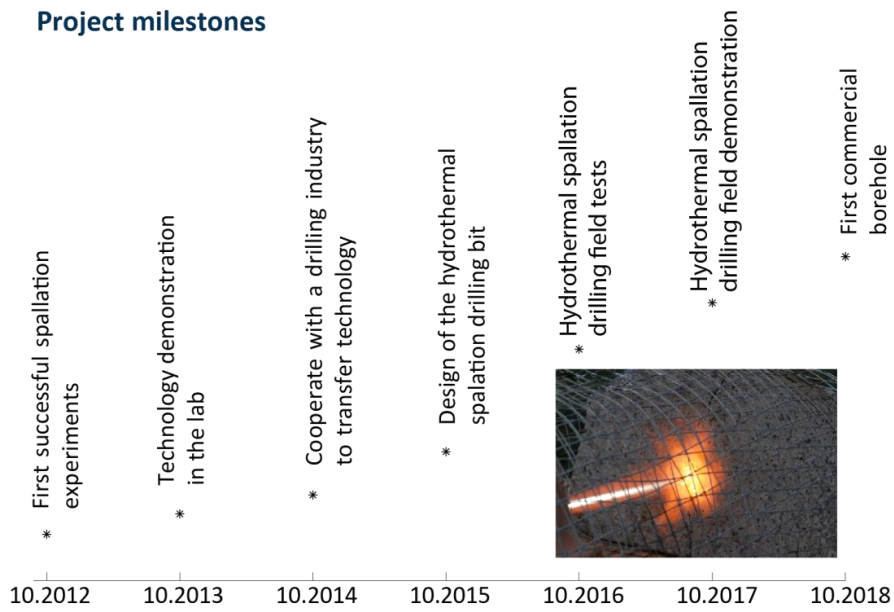 Project milestones
First successful spallation
experiments
*
Technology demonstration
in the lab
*
Cooperate with a drilling industry
to transfer technology
*
Design of the hydrothermal
spalation drilling bit
*
Hydrothermal spallation
drilling field tests
*
Hydrothermal spallation
drilling field demonstration
*
First commercial
borehole
*
10.2012 10.2013 10.2014 10.2015 10.2016 10.2017 10.2018